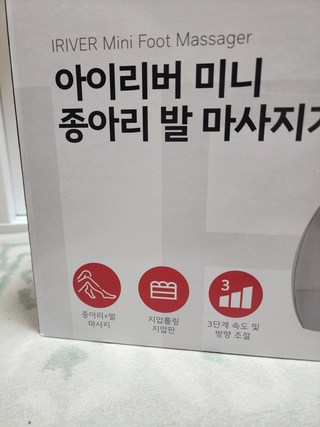 IRIVER Mini Foot Massager
아이리버 미니
종아리 발 마사지기
3
종아리+발
마사지
지압롤링
지압판
3단계 속도 및
방향 조절